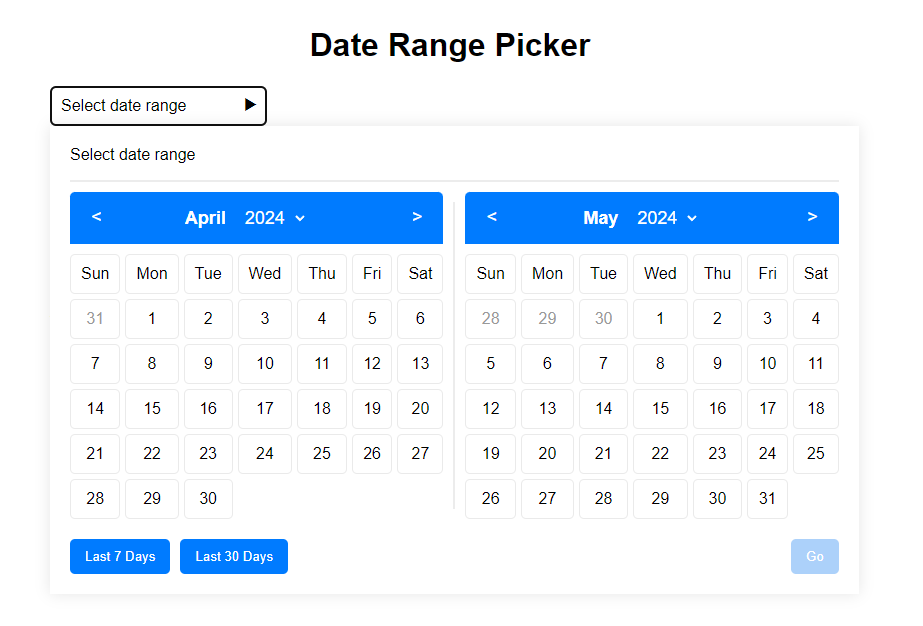 Date Range Picker
Select date range ▶
Select date range
< April 2024 > < May 2024 >
Sun Mon Tue Wed Thu Fri Sat Sun Mon Tue Wed Thu Fri Sat
31 1 2 3 4 5 6 28 29 30 1 2 3 4
7 8 9 10 11 12 13 5 6 7 8 9 10 11
14 15 16 17 18 19 20 12 13 14 15 16 17 18
21 22 23 24 25 26 27 19 20 21 22 23 24 25
28 29 30 26 27 28 29 30 31
Last 7 Days Last 30 Days Go